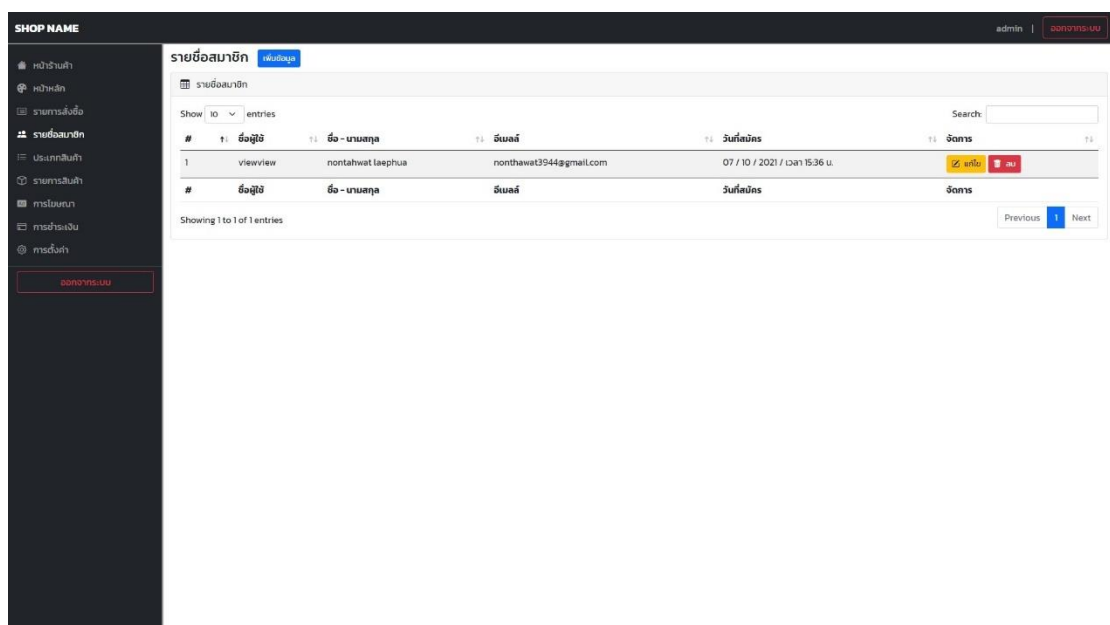 SHOP NAME
admin | ออกจากระบบ
หน้าร้านค้า
หน้าหลัก
รายการสั่งซื้อ
รายชื่อสมาชิก
ประเภทสินค้า
รายการสินค้า
การโฆษณา
การชำระเงิน
การตั้งค่า
ออกจากระบบ
รายชื่อสมาชิก เพิ่มข้อมูล
รายชื่อสมาชิก
Show 10 entries Search:
# ชื่อผู้ใช้ ชื่อ - นามสกุล อีเมลล์ วันที่สมัคร จัดการ
1 viewview nontahwat laephua nonthawat3944@gmail.com 07 / 10 / 2021 / เวลา 15:36 น. แก้ไข ลบ
# ชื่อผู้ใช้ ชื่อ - นามสกุล อีเมลล์ วันที่สมัคร จัดการ
Showing 1 to 1 of 1 entries Previous 1 Next